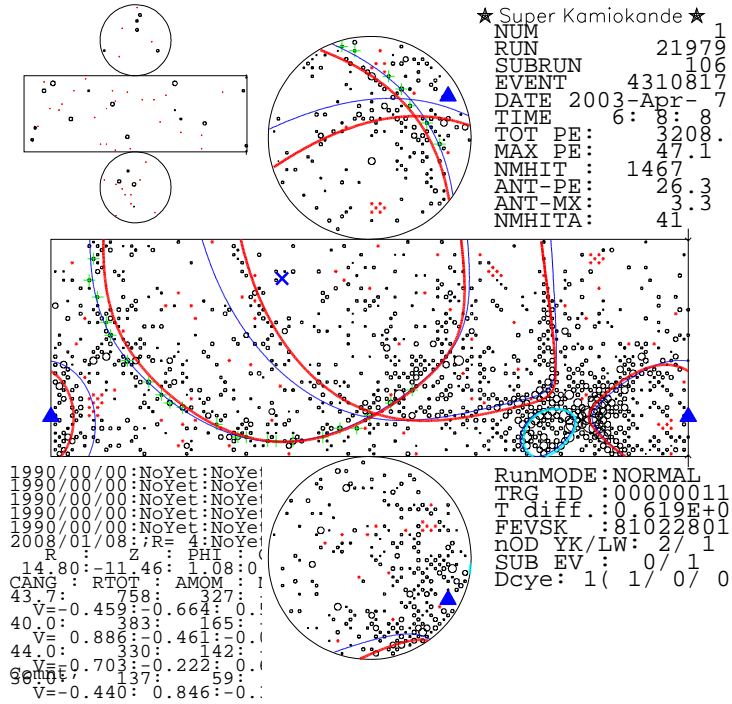 ★ Super Kamiokande ★
NUM 1
RUN 21979
SUBRUN 106
EVENT 4310817
DATE 2003-Apr- 7
TIME 6: 8: 8
TOT PE: 3208.
MAX PE: 47.1
NMHIT : 1467
ANT-PE: 26.3
ANT-MX: 3.3
NMHITA: 41
1990/00/00:NoYet:NoYet
1990/00/00:NoYet:NoYet
1990/00/00:NoYet:NoYet
1990/00/00:NoYet:NoYet
1990/00/00:NoYet:NoYet
2008/01/08:;R= 4:NoYet
R : Z : PHI :
14.80:-11.46: 1.08:0
CANG : RTOT : AMOM :
43.7: 758: 327:
V=-0.459:-0.664:
40.0: 383: 165:
V= 0.886:-0.461:-0
44.0: 330: 142:
V=-0.703:-0.222:
Comnt;
36.0: 137: 59:
V=-0.440: 0.846:-0.
RunMODE:NORMAL
TRG ID :00000011
T diff.:0.619E+0
FEVSK :81022801
nOD YK/LW: 2/ 1
SUB EV : 0/ 1
Dcye: 1( 1/ 0/ 0